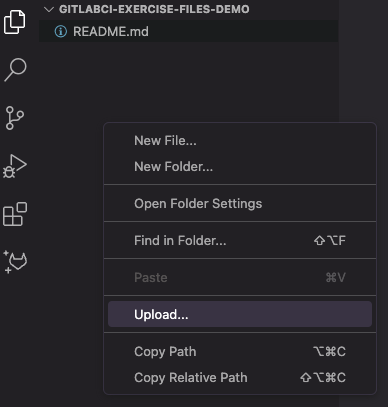 GITLABCI-EXERCISE-FILES-DEMO
README.md
New File...
New Folder...
Open Folder Settings
Find in Folder... ⇧⌥F
Paste ⌘V
Upload...
Copy Path ⌥⌘C
Copy Relative Path ⇧⌥⌘C